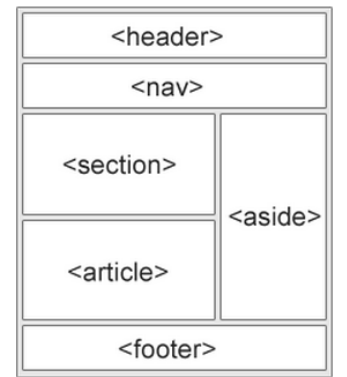 <header>
<nav>
<section>
<aside>
<article>
<footer>